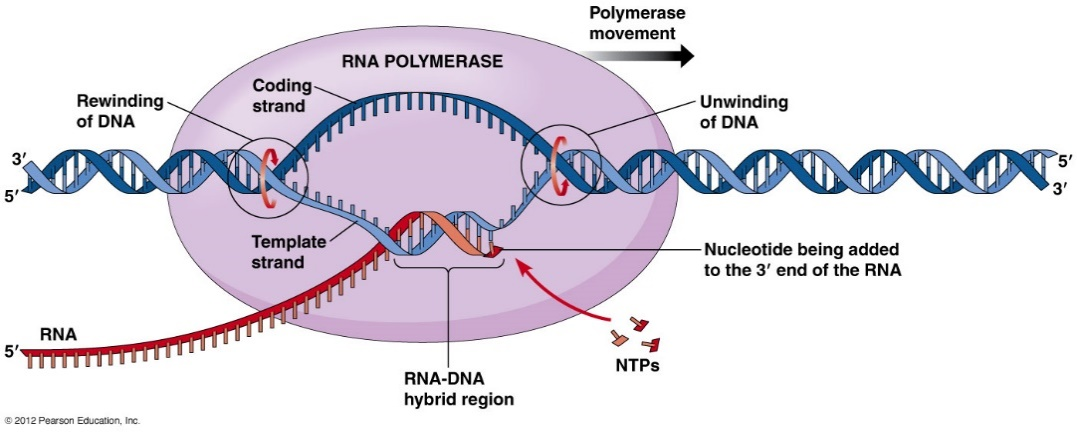 Polymerase
movement
RNA POLYMERASE
Coding
strand
Rewinding
of DNA
Unwinding
of DNA
3′
5′
5′
3′
Template
strand
Nucleotide being added
to the 3′ end of the RNA
RNA
5′
NTPs
RNA-DNA
hybrid region
© 2012 Pearson Education, Inc.